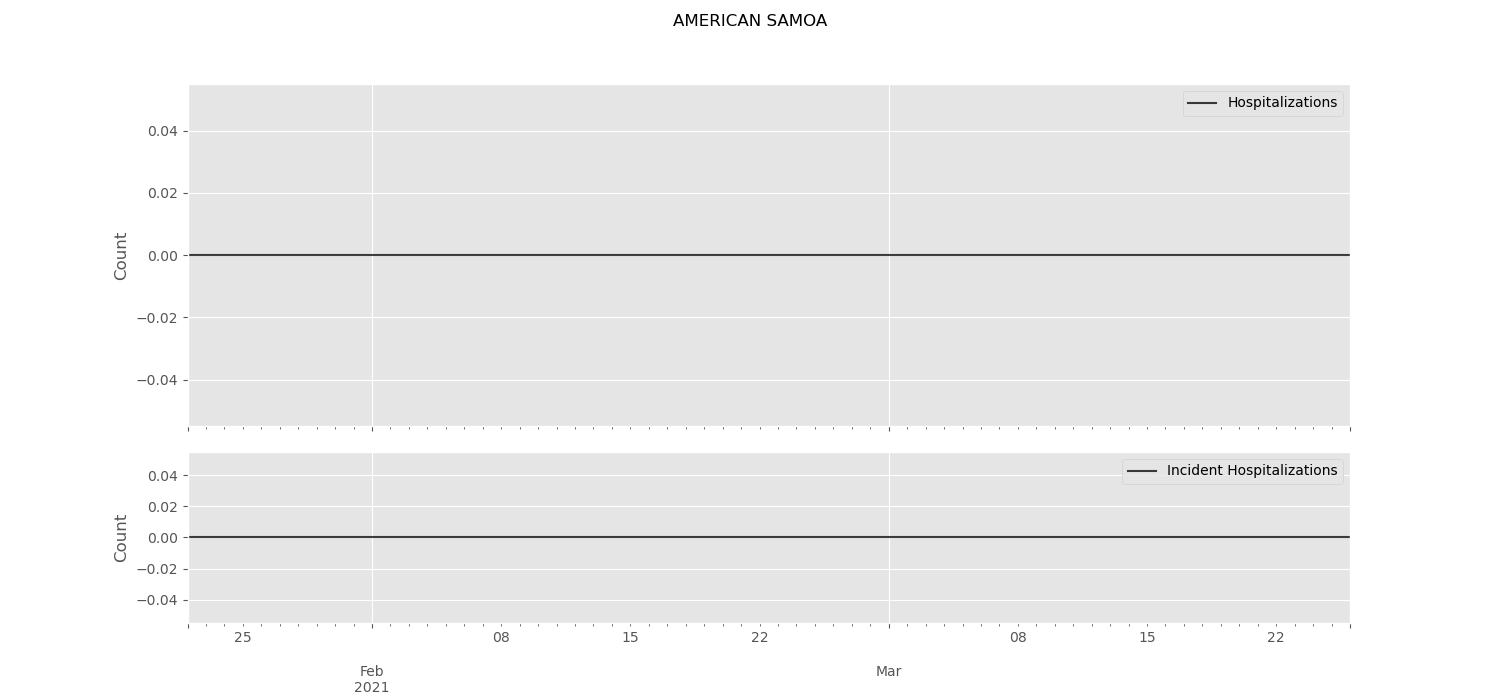 AMERICAN SAMOA
Hospitalizations
0.04
0.02
0.00
−0.02
−0.04
Count
Incident Hospitalizations
0.04
0.02
0.00
−0.02
−0.04
Count
25 08 15 22 08 15 22
Feb Mar
2021